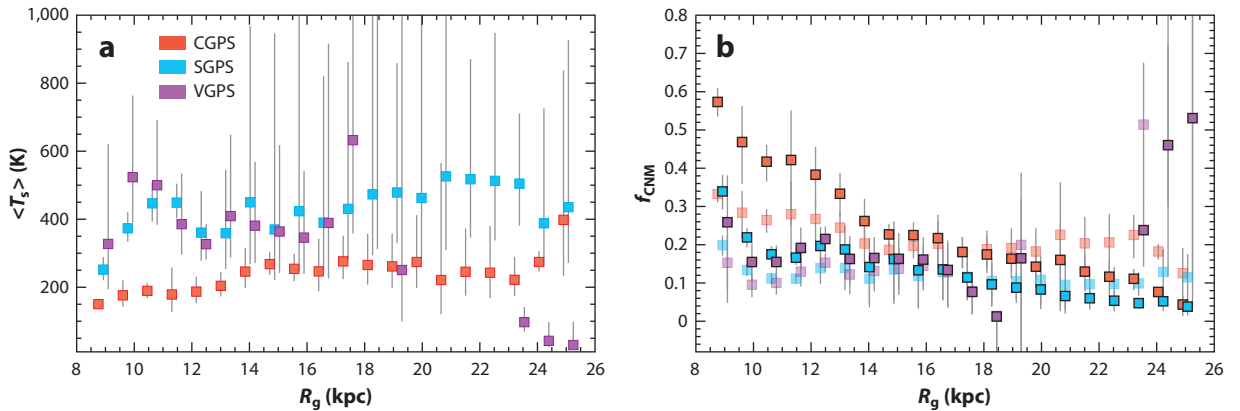 a
CGPS
SGPS
VGPS
1,000
800
600
400
200
<Ts> (K)
8 10 12 14 16 18 20 22 24 26
Rg (kpc)
b
0.8
0.7
0.6
0.5
0.4
0.3
0.2
0.1
0
fCNM
8 10 12 14 16 18 20 22 24 26
Rg (kpc)